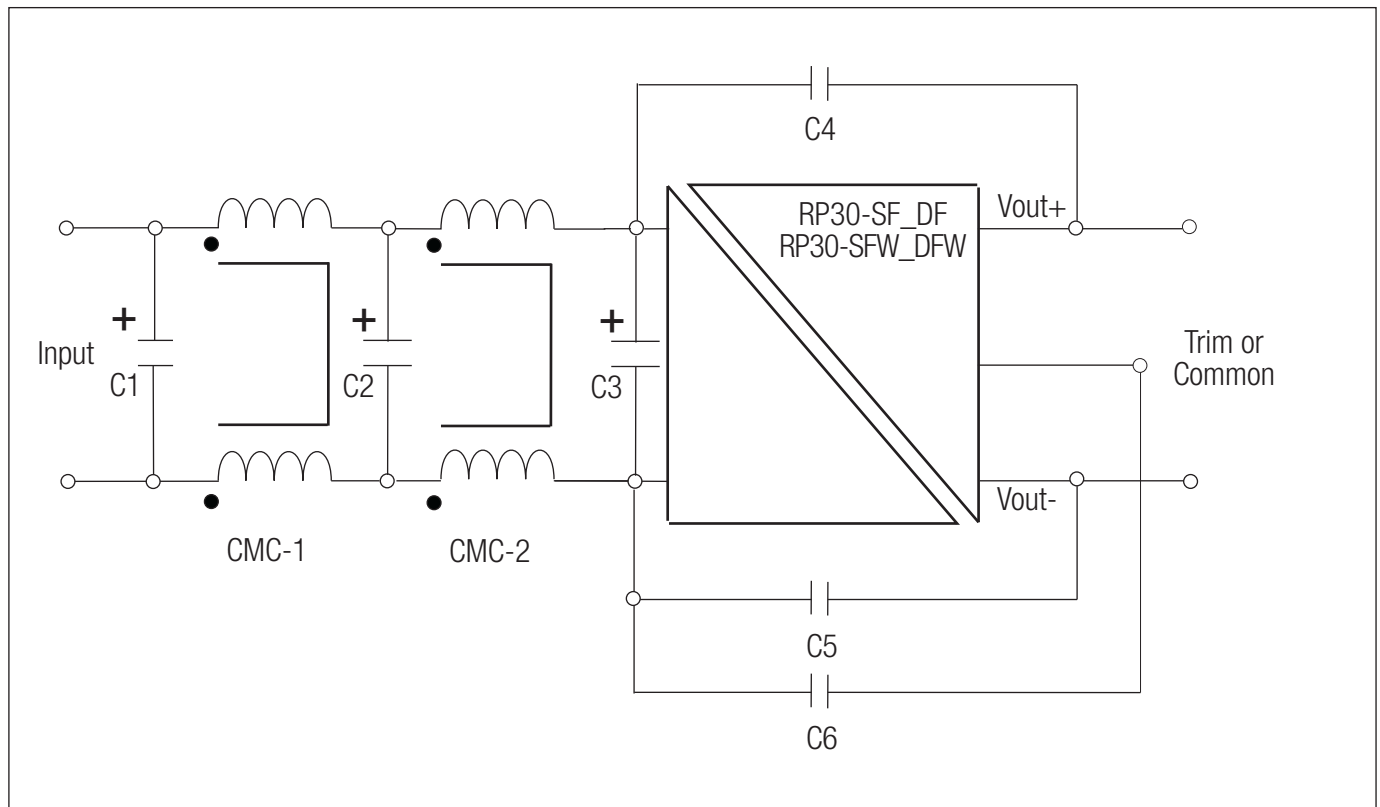 C4
RP30-SF_DF
RP30-SFW_DFW
Vout+
+
+
+
Input
C1
C2
C3
Trim or
Common
Vout-
CMC-1
CMC-2
C5
C6